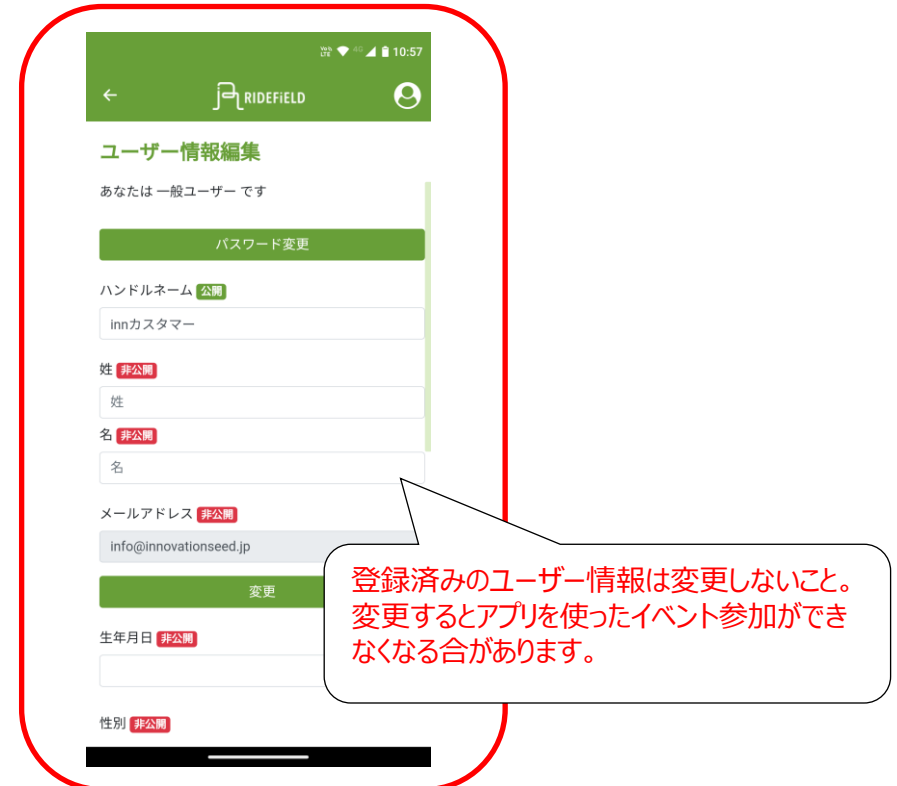 Vo)) LTE 4G 10:57
← RIDEFiELD
ユーザー情報編集
あなたは 一般ユーザー です
パスワード変更
ハンドルネーム 公開
innカスタマー
姓 非公開
姓
名 非公開
名
メールアドレス 非公開
info@innovationseed.jp
変更
生年月日 非公開
性別 非公開
登録済みのユーザー情報は変更しないこと。
変更するとアプリを使ったイベント参加ができ
なくなる合があります。